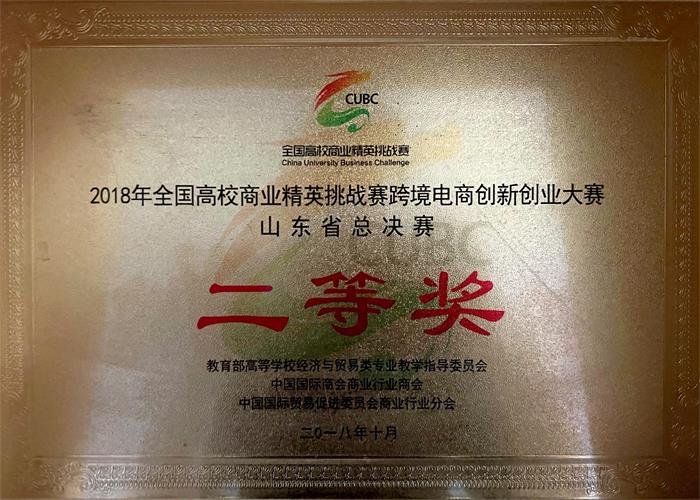 CUBC
全国高校商业精英挑战赛
China University Business Challenge
2018年全国高校商业精英挑战赛跨境电商创新创业大赛
山东省总决赛
CUBC
二等奖
教育部高等学校经济与贸易类专业教学指导委员会
中国国际商会商业行业商会
中国国际贸易促进委员会商业行业分会
二〇一八年十月